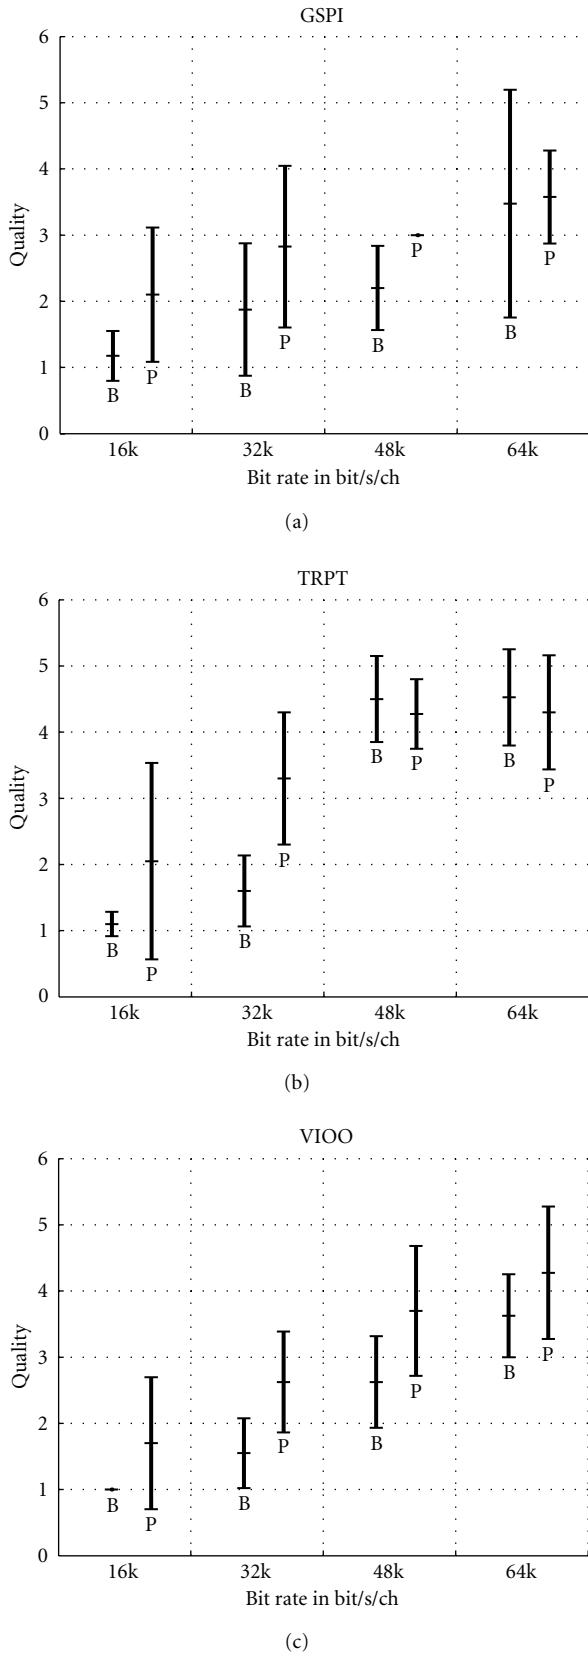 GSPI
6
5
4
3
2
1
0
Quality
B P B P B P B P
16k 32k 48k 64k
Bit rate in bit/s/ch
(a)
TRPT
6
5
4
3
2
1
0
Quality
B P B P B P B P
16k 32k 48k 64k
Bit rate in bit/s/ch
(b)
VIOO
6
5
4
3
2
1
0
Quality
B P B P B P B P
16k 32k 48k 64k
Bit rate in bit/s/ch
(c)